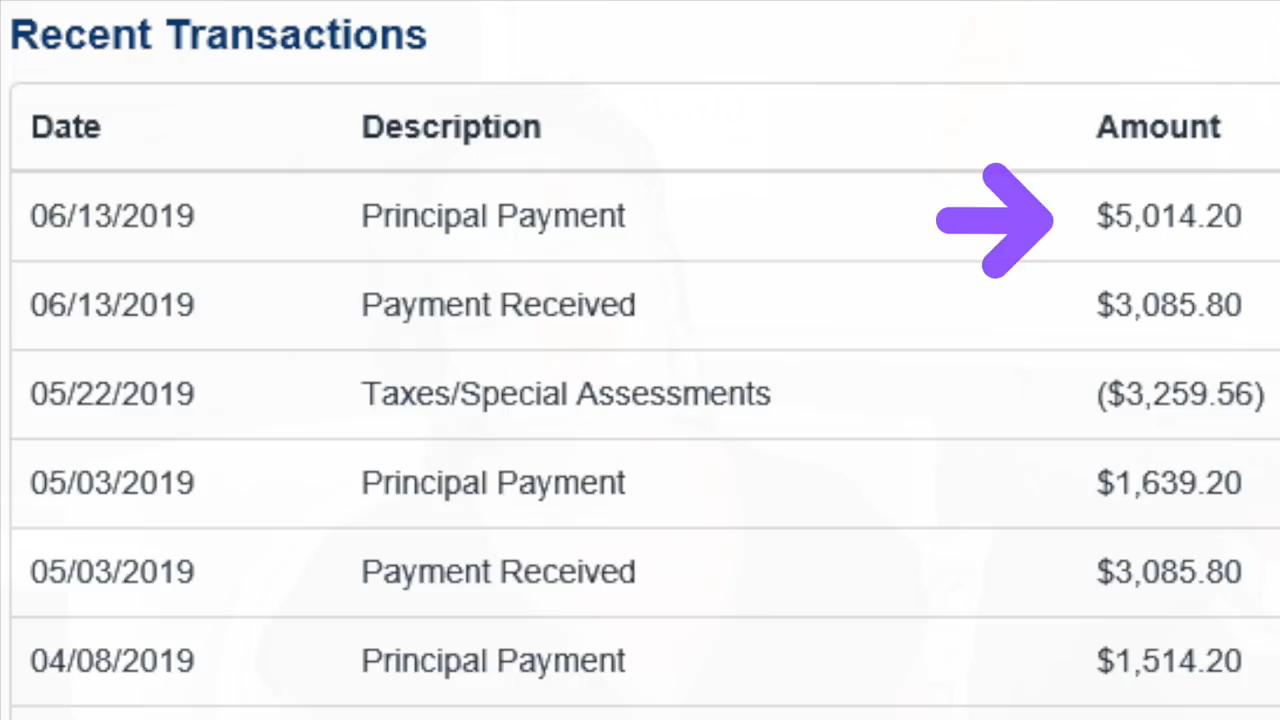 Recent Transactions
Date Description Amount
06/13/2019 Principal Payment $5,014.20
06/13/2019 Payment Received $3,085.80
05/22/2019 Taxes/Special Assessments ($3,259.56)
05/03/2019 Principal Payment $1,639.20
05/03/2019 Payment Received $3,085.80
04/08/2019 Principal Payment $1,514.20